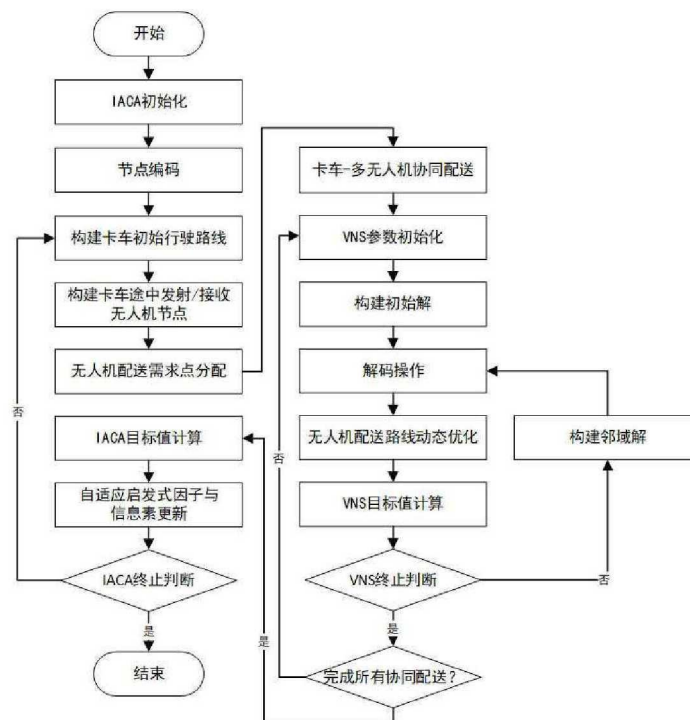 开始
IACA初始化
节点编码
构建卡车初始行驶路线
构建卡车途中发射/接收
无人机节点
无人机配送需求点分配
否
IACA目标值计算
自适应启发式因子与
信息素更新
IACA终止判断
是
结束
卡车-多无人机协同配送
VNS参数初始化
构建初始解
解码操作
无人机配送路线动态优化
构建邻域解
否
VNS目标值计算
VNS终止判断
否
是
是
完成所有协同配送？